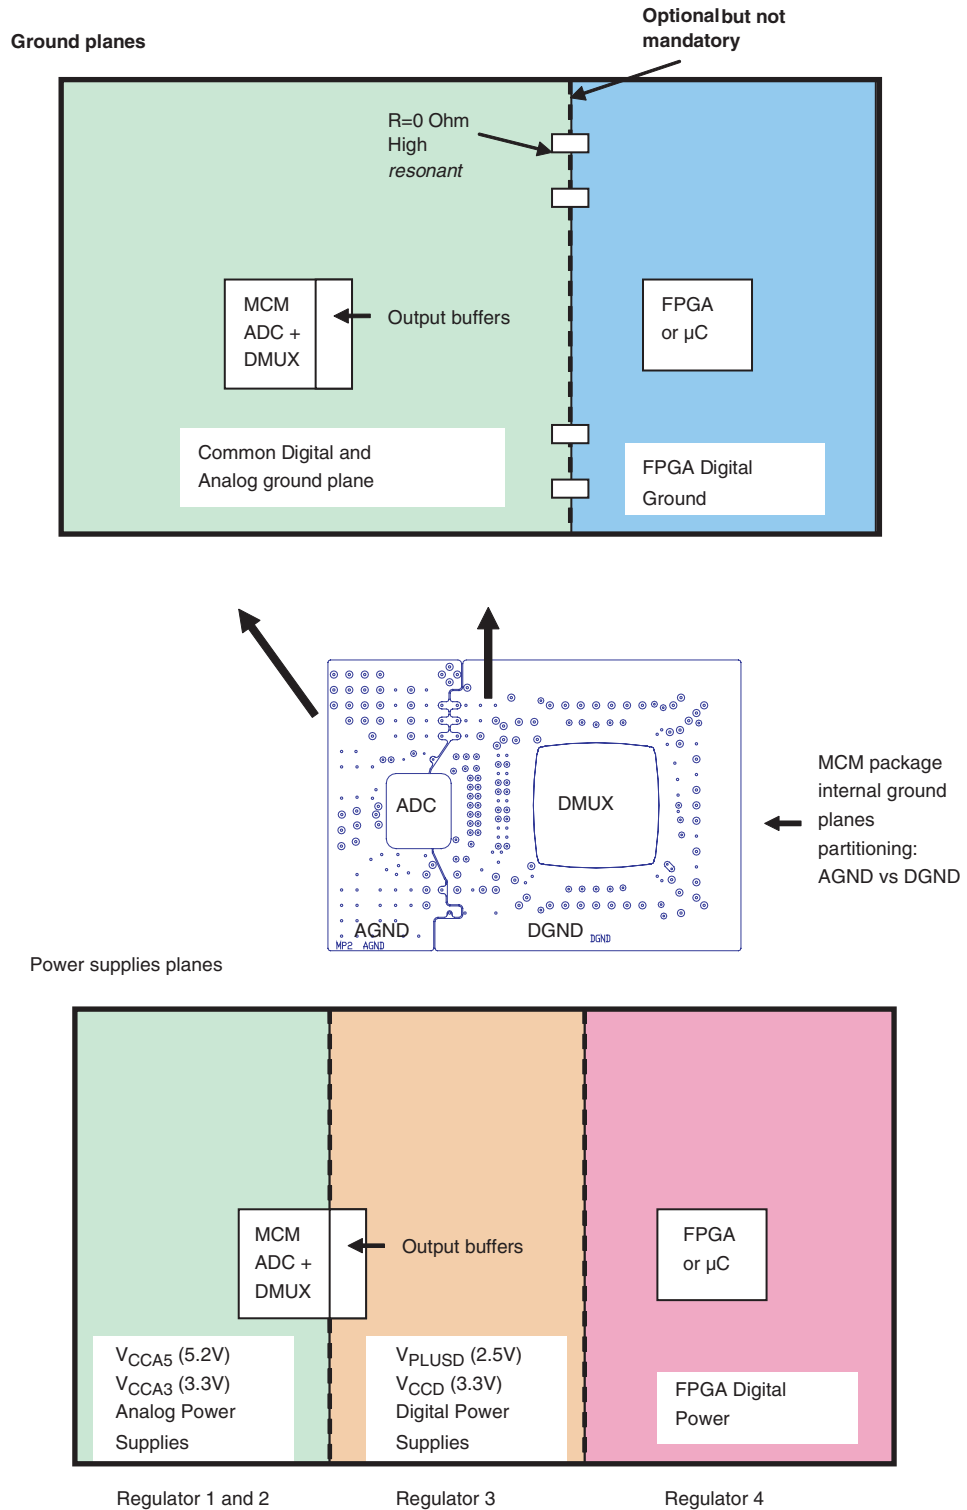 Optional but not
mandatory
Ground planes
R=0 Ohm
High
resonant
MCM
ADC +
DMUX
Output buffers
FPGA
or µC
Common Digital and
Analog ground plane
FPGA Digital
Ground
ADC
DMUX
MCM package
internal ground
planes
partitioning:
AGND vs DGND
AGND
MP2 AGND
DGND
DGND
Power supplies planes
MCM
ADC +
DMUX
Output buffers
FPGA
or µC
VCCA5 (5.2V)
VCCA3 (3.3V)
Analog Power
Supplies
VPLUSD (2.5V)
VCCD (3.3V)
Digital Power
Supplies
FPGA Digital
Power
Regulator 1 and 2
Regulator 3
Regulator 4